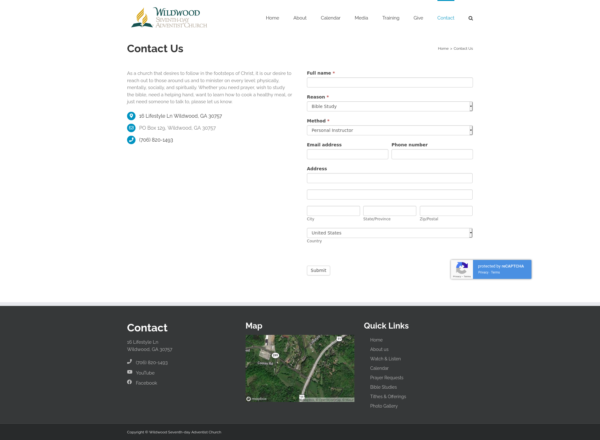 WILDWOOD
SEVENTH-DAY
ADVENTIST CHURCH
Home About Calendar Media Training Give Contact
Contact Us
Home » Contact Us
As a church that desires to follow in the footsteps of Christ, it is our desire to
reach out to those around us and to minister on every level: physically,
mentally, socially, and spiritually. Whether you need prayer, wish to study
the bible, need a helping hand, want to learn how to cook a healthy meal, or
just need someone to talk to, please let us know.
16 Lifestyle Ln Wildwood, GA 30757
PO Box 129, Wildwood, GA 30757
(706) 820-1493
Full name *
Reason *
Bible Study
Method *
Personal Instructor
Email address Phone number
Address
City State/Province Zip/Postal
United States
Country
Submit
protected by reCAPTCHA
Privacy - Terms
Privacy - Terms
Contact
16 Lifestyle Ln
Wildwood, GA 30757
(706) 820-1493
YouTube
Facebook
Map
Quick Links
Home
About us
Watch & Listen
Calendar
Prayer Requests
Bible Studies
Tithes & Offerings
Photo Gallery
Copyright © Wildwood Seventh-day Adventist Church